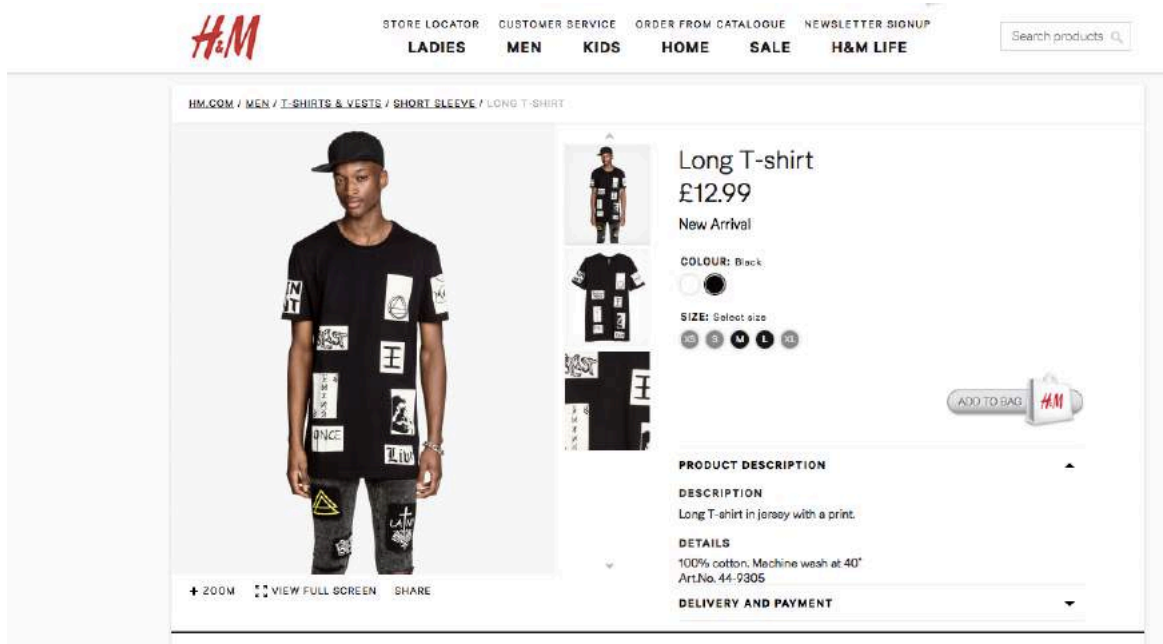 H&M
STORE LOCATOR CUSTOMER SERVICE ORDER FROM CATALOGUE NEWSLETTER SIGNUP
LADIES MEN KIDS HOME SALE H&M LIFE
Search products
HM.COM / MEN / T-SHIRTS & VESTS / SHORT SLEEVE / LONG T-SHIRT
Long T-shirt
£12.99
New Arrival
COLOUR: Black
SIZE: Select size
XS S M L XL
ADD TO BAG H&M
PRODUCT DESCRIPTION
DESCRIPTION
Long T-shirt in jersey with a print.
DETAILS
100% cotton. Machine wash at 40°
Art.No. 44-9305
DELIVERY AND PAYMENT
ONCE
+ ZOOM VIEW FULL SCREEN SHARE